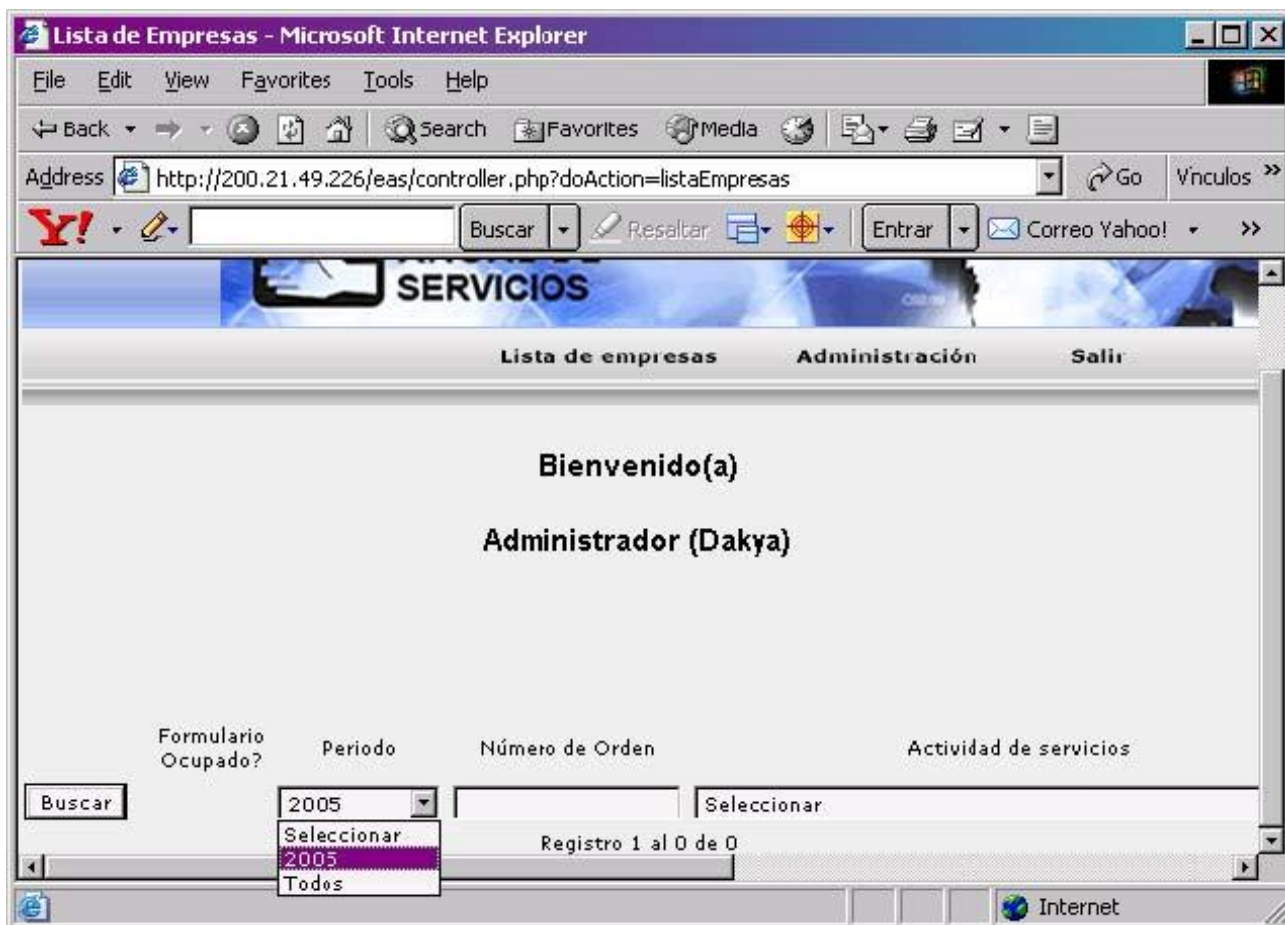 Lista de Empresas - Microsoft Internet Explorer
File Edit View Favorites Tools Help
Back Search Favorites Media
Address http://200.21.49.226/eas/controller.php?doAction=listaEmpresas Go Vínculos »
Y! Buscar Resaltar Entrar Correo Yahoo! »
SERVICIOS
Lista de empresas Administración Salir
Bienvenido(a)
Administrador (Dakya)
Formulario
Ocupado? Periodo Número de Orden Actividad de servicios
Buscar 2005 Seleccionar
Seleccionar Registro 1 al 0 de 0
2005
Todos
Internet